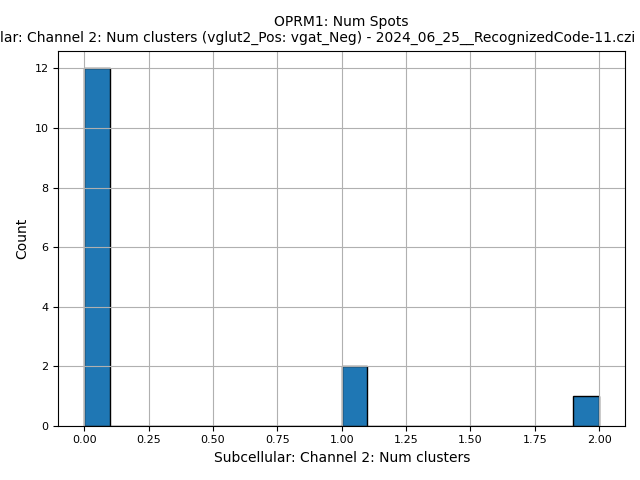 OPRM1: Num Spots
lar: Channel 2: Num clusters (vglut2_Pos: vgat_Neg) - 2024_06_25__RecognizedCode-11.czi
12
10
8
6
4
2
0
Count
0.00 0.25 0.50 0.75 1.00 1.25 1.50 1.75 2.00
Subcellular: Channel 2: Num clusters